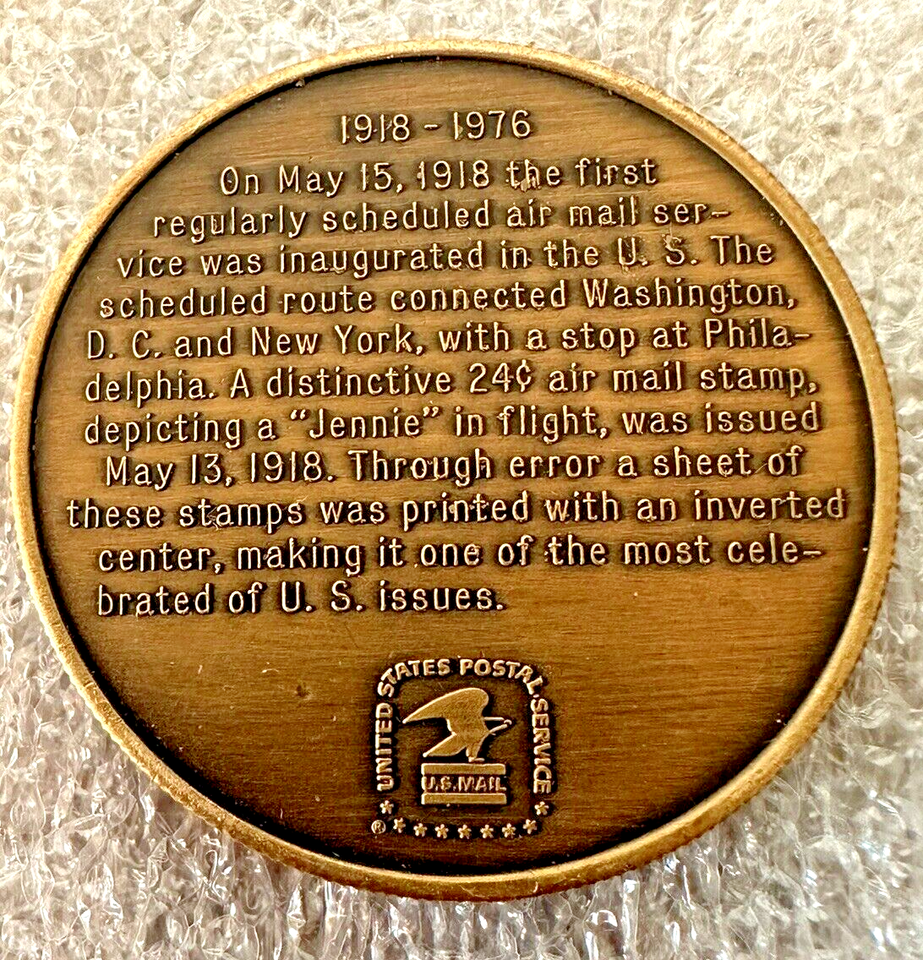 1918 - 1976
On May 15, 1918 the first
regularly scheduled air mail ser-
vice was inaugurated in the U. S. The
scheduled route connected Washington,
D. C. and New York, with a stop at Phila-
delphia. A distinctive 24¢ air mail stamp,
depicting a "Jennie" in flight, was issued
May 13, 1918. Through error a sheet of
these stamps was printed with an inverted
center, making it one of the most cele-
brated of U. S. issues.
UNITED STATES POSTAL SERVICE
U.S.MAIL
®